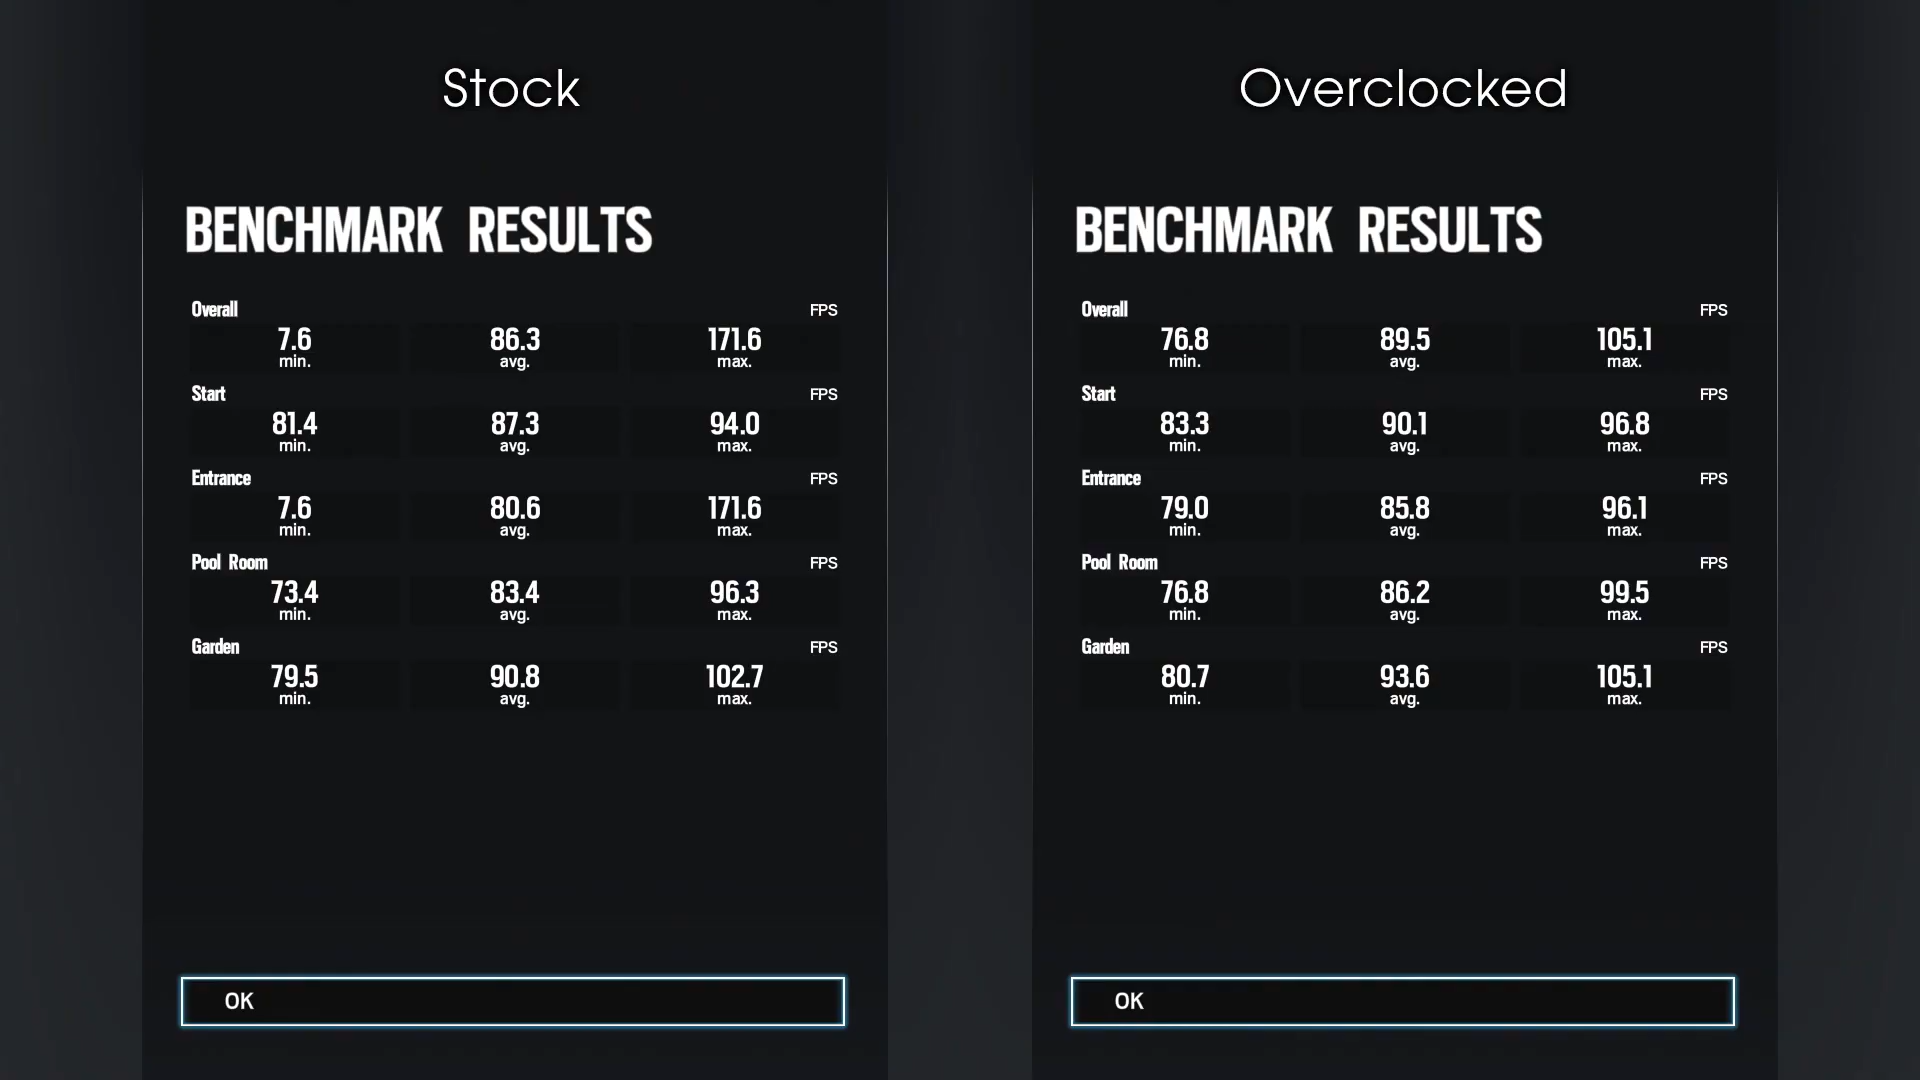 Stock
BENCHMARK RESULTS
Overall FPS
7.6 86.3 171.6
min. avg. max.
Start FPS
81.4 87.3 94.0
min. avg. max.
Entrance FPS
7.6 80.6 171.6
min. avg. max.
Pool Room FPS
73.4 83.4 96.3
min. avg. max.
Garden FPS
79.5 90.8 102.7
min. avg. max.
OK
Overclocked
BENCHMARK RESULTS
Overall FPS
76.8 89.5 105.1
min. avg. max.
Start FPS
83.3 90.1 96.8
min. avg. max.
Entrance FPS
79.0 85.8 96.1
min. avg. max.
Pool Room FPS
76.8 86.2 99.5
min. avg. max.
Garden FPS
80.7 93.6 105.1
min. avg. max.
OK